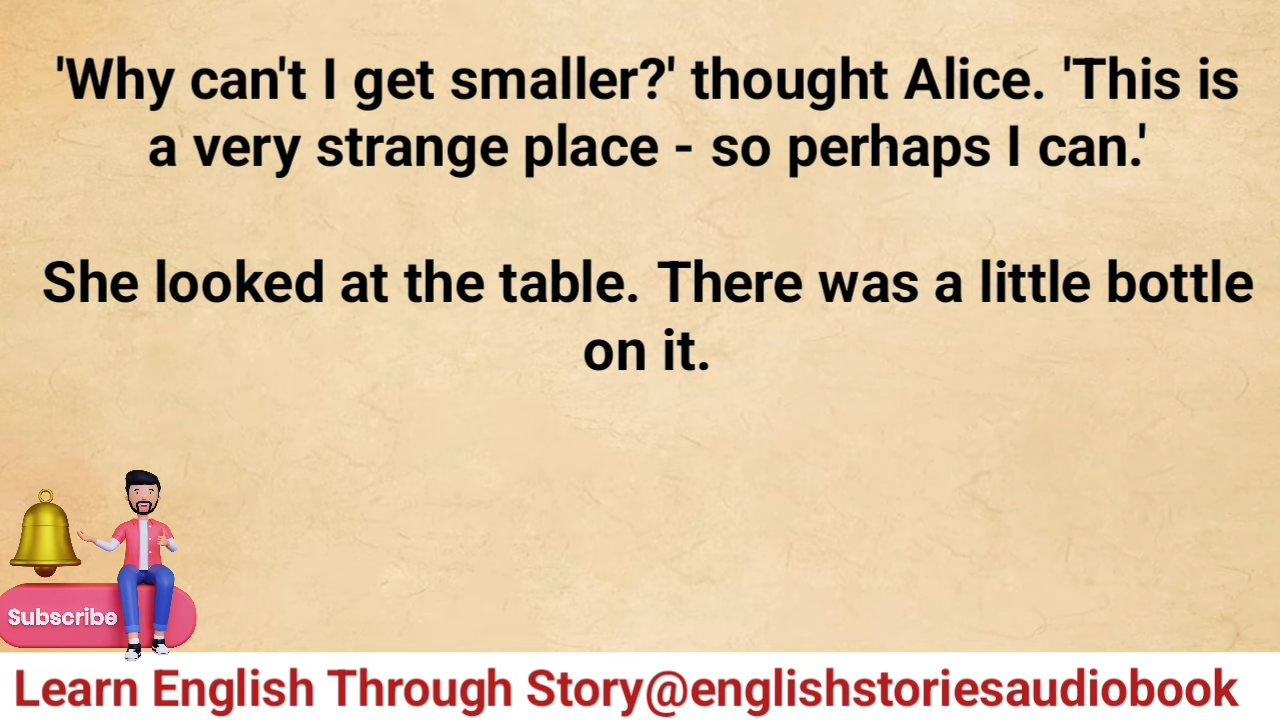 'Why can't I get smaller?' thought Alice. 'This is
a very strange place - so perhaps I can.'
She looked at the table. There was a little bottle
on it.
Subscribe
Learn English Through Story@englishstoriesaudiobook